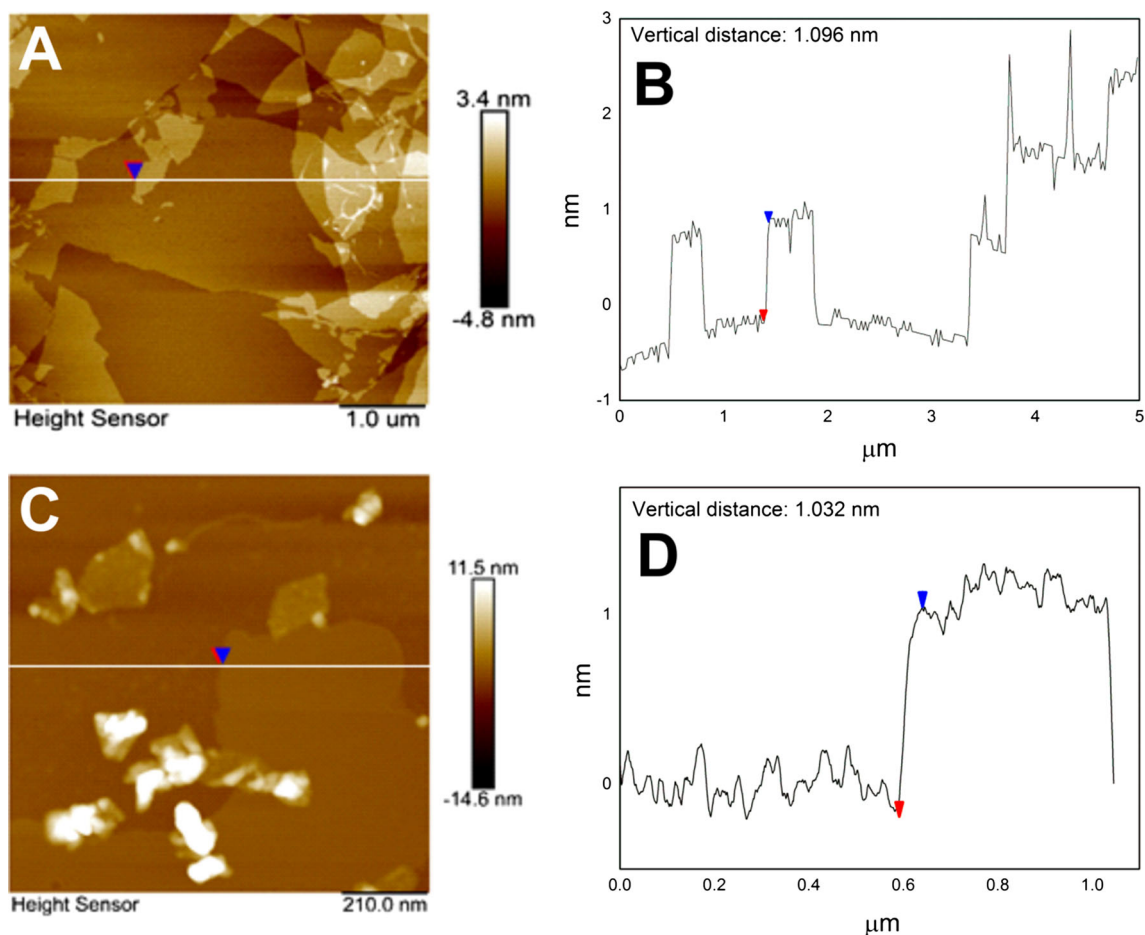 A
3.4 nm
-4.8 nm
Height Sensor
1.0 um
B
Vertical distance: 1.096 nm
3
2
1
0
-1
nm
0
1
2
3
4
5
μm
C
11.5 nm
-14.6 nm
Height Sensor
210.0 nm
D
Vertical distance: 1.032 nm
1
0
nm
0.0
0.2
0.4
0.6
0.8
1.0
μm